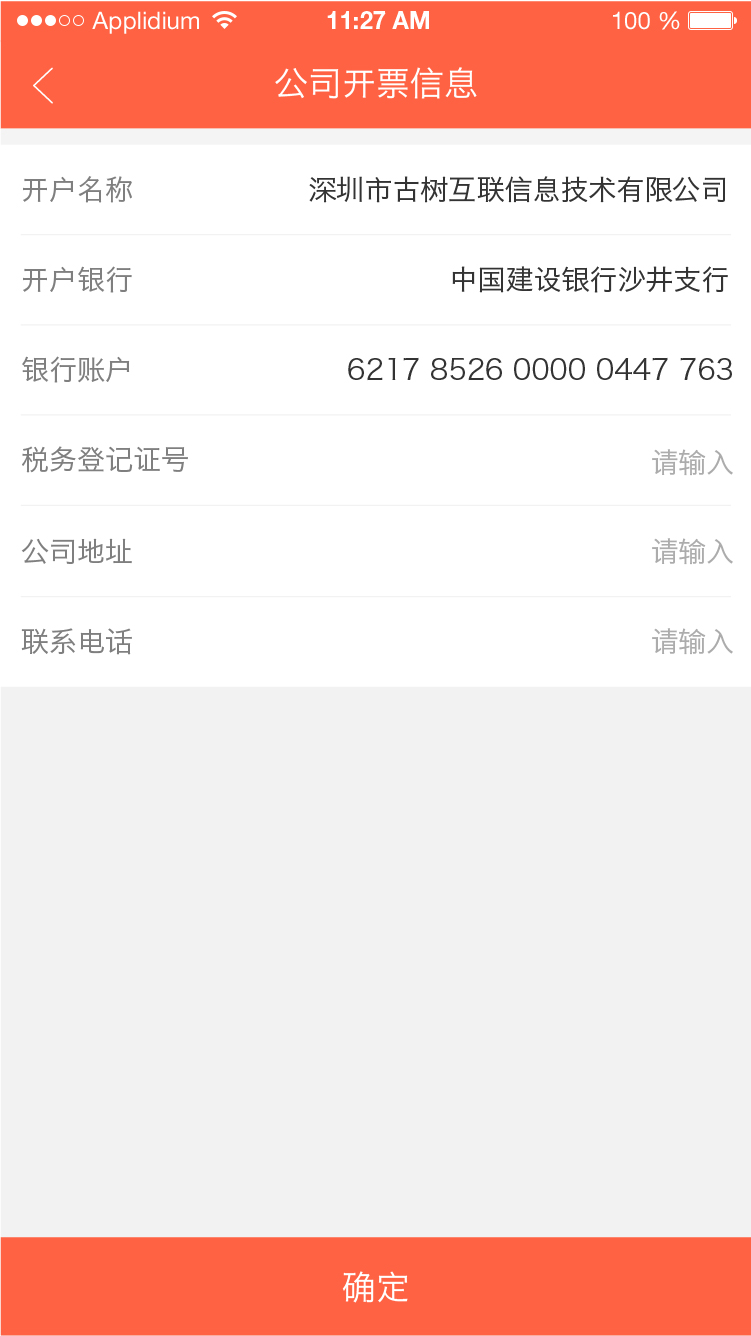 Applidium 11:27 AM 100 %
公司开票信息
开户名称 深圳市古树互联信息技术有限公司
开户银行 中国建设银行沙井支行
银行账户 6217 8526 0000 0447 763
税务登记证号 请输入
公司地址 请输入
联系电话 请输入
确定